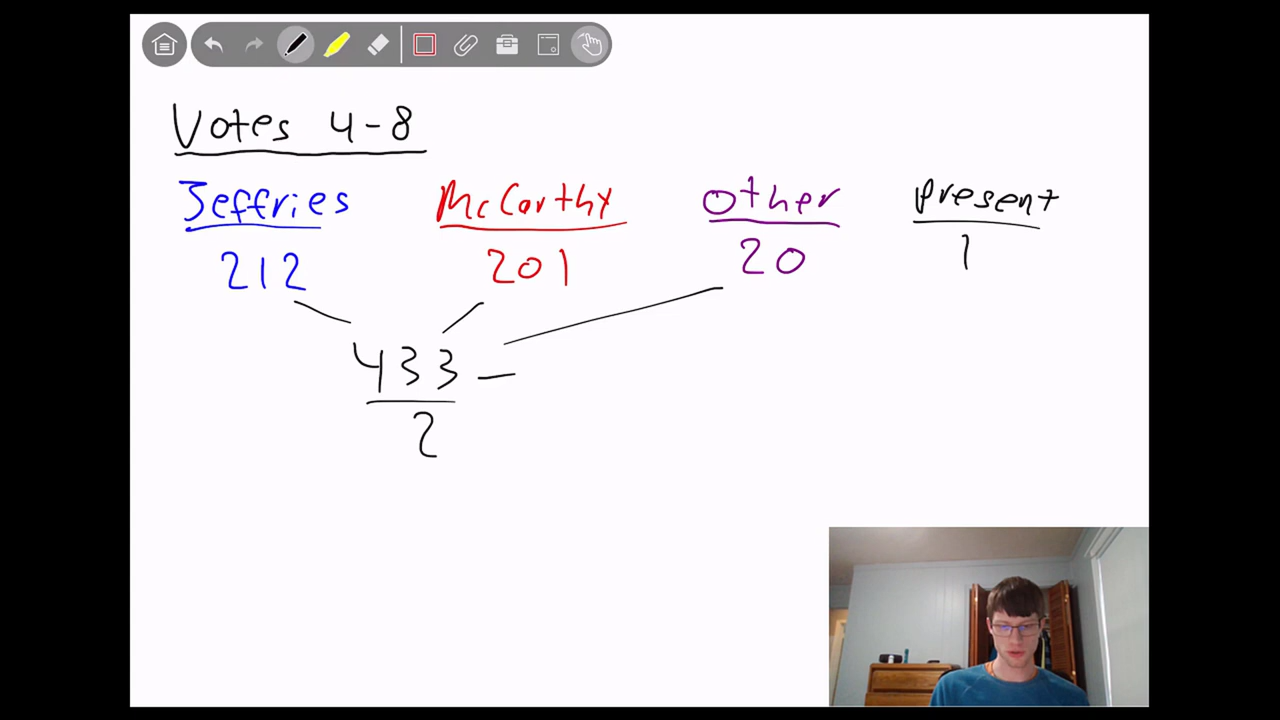 Votes 4-8
Jeffries McCarthy Other Present
212 201 20 1
433 —
2